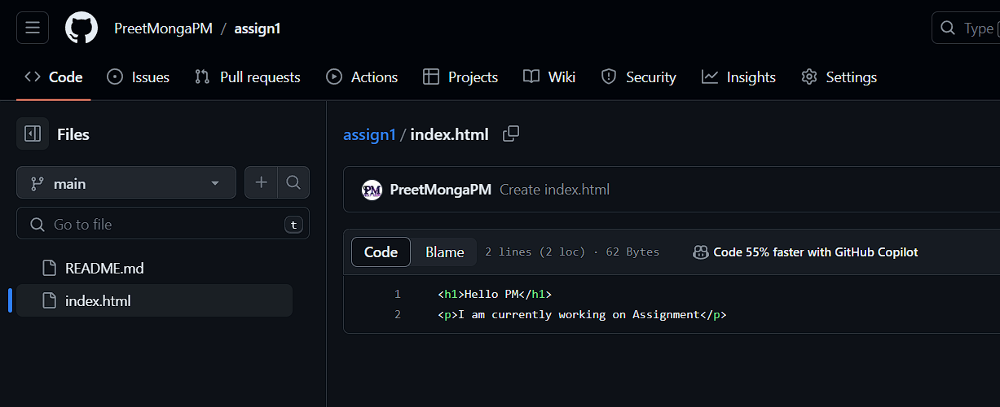 PreetMongaPM / assign1
Type
Code Issues Pull requests Actions Projects Wiki Security Insights Settings
Files
main
Go to file t
README.md
index.html
assign1 / index.html
PM PreetMongaPM Create index.html
Code Blame 2 lines (2 loc) · 62 Bytes Code 55% faster with GitHub Copilot
1 <h1>Hello PM</h1>
2 <p>I am currently working on Assignment</p>